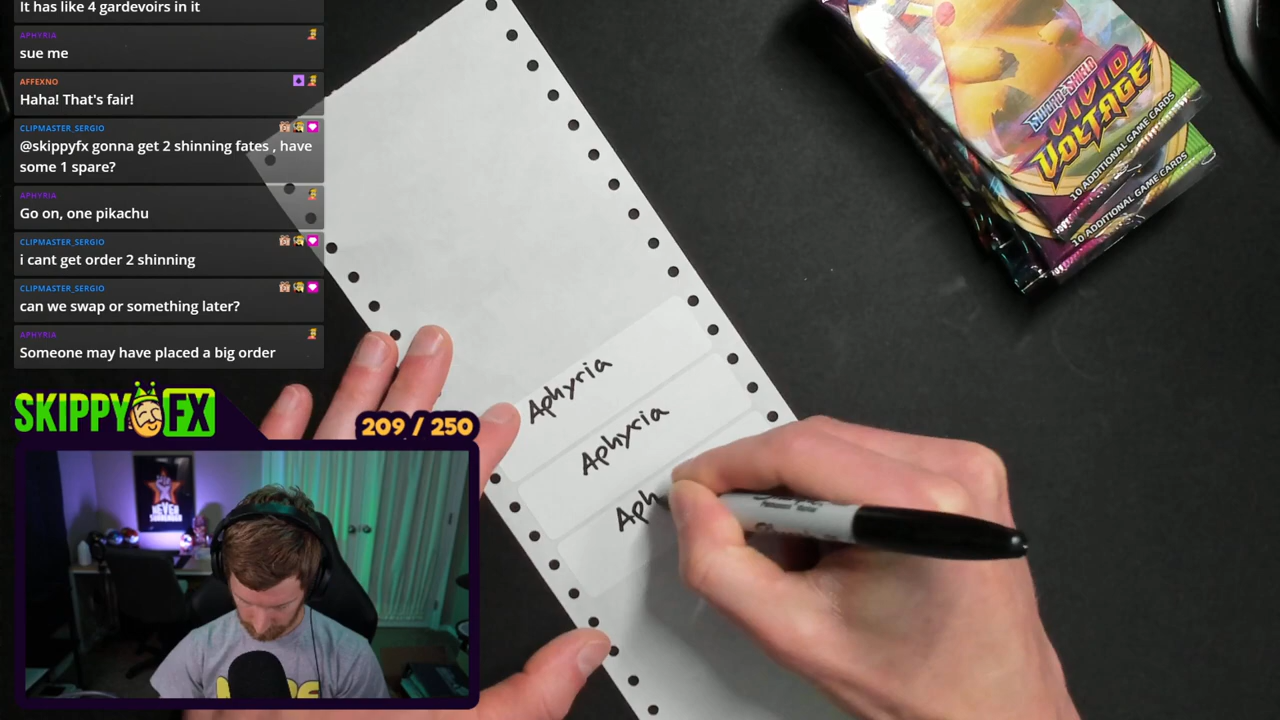 It has like 4 gardevoirs in it
APHYRIA
sue me
AFFEXNO
Haha! That's fair!
CLIPMASTER_SERGIO
@skippyfx gonna get 2 shinning fates , have
some 1 spare?
APHYRIA
Go on, one pikachu
CLIPMASTER_SERGIO
i cant get order 2 shinning
CLIPMASTER_SERGIO
can we swap or something later?
APHYRIA
Someone may have placed a big order
SKIPPY FX
209 / 250
NEVER
SURRENDER
Aphyria
Aphyria
Aph
SWORD & SHIELD
VIVID
VOLTAGE
10 ADDITIONAL GAME CARDS
10 ADDITIONAL GAME CARDS